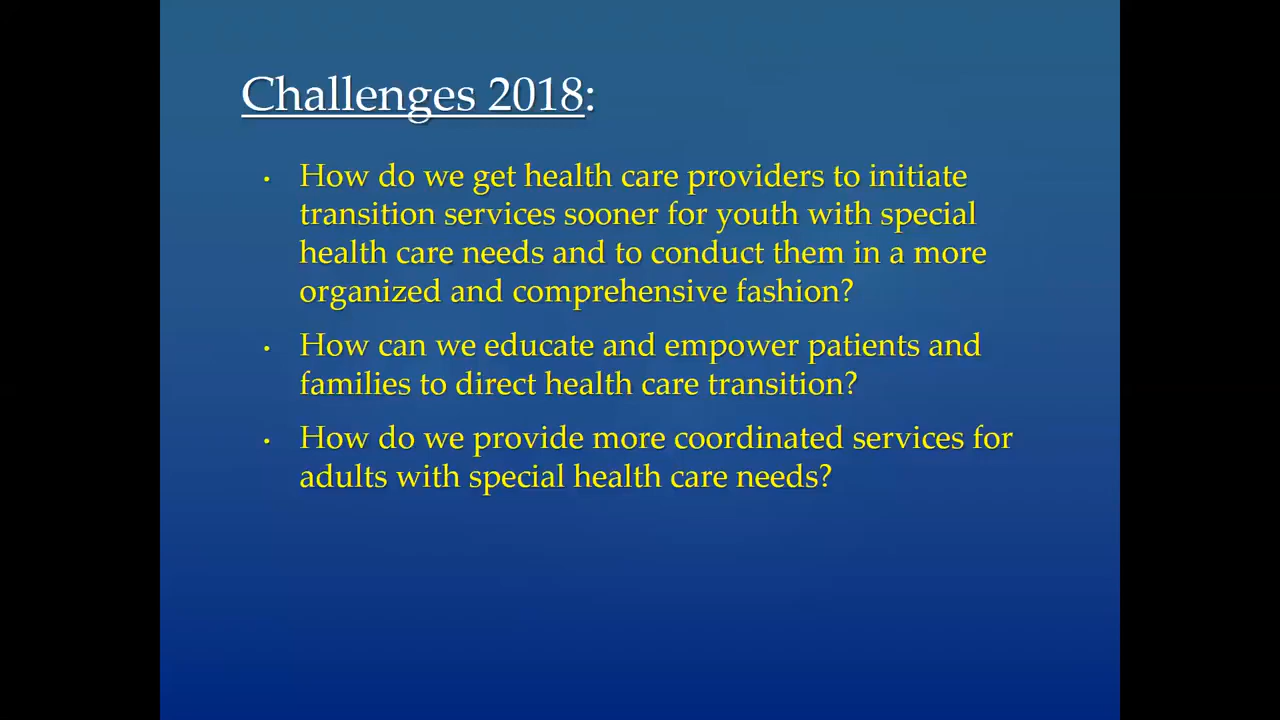 Challenges 2018:
• How do we get health care providers to initiate
transition services sooner for youth with special
health care needs and to conduct them in a more
organized and comprehensive fashion?
• How can we educate and empower patients and
families to direct health care transition?
• How do we provide more coordinated services for
adults with special health care needs?